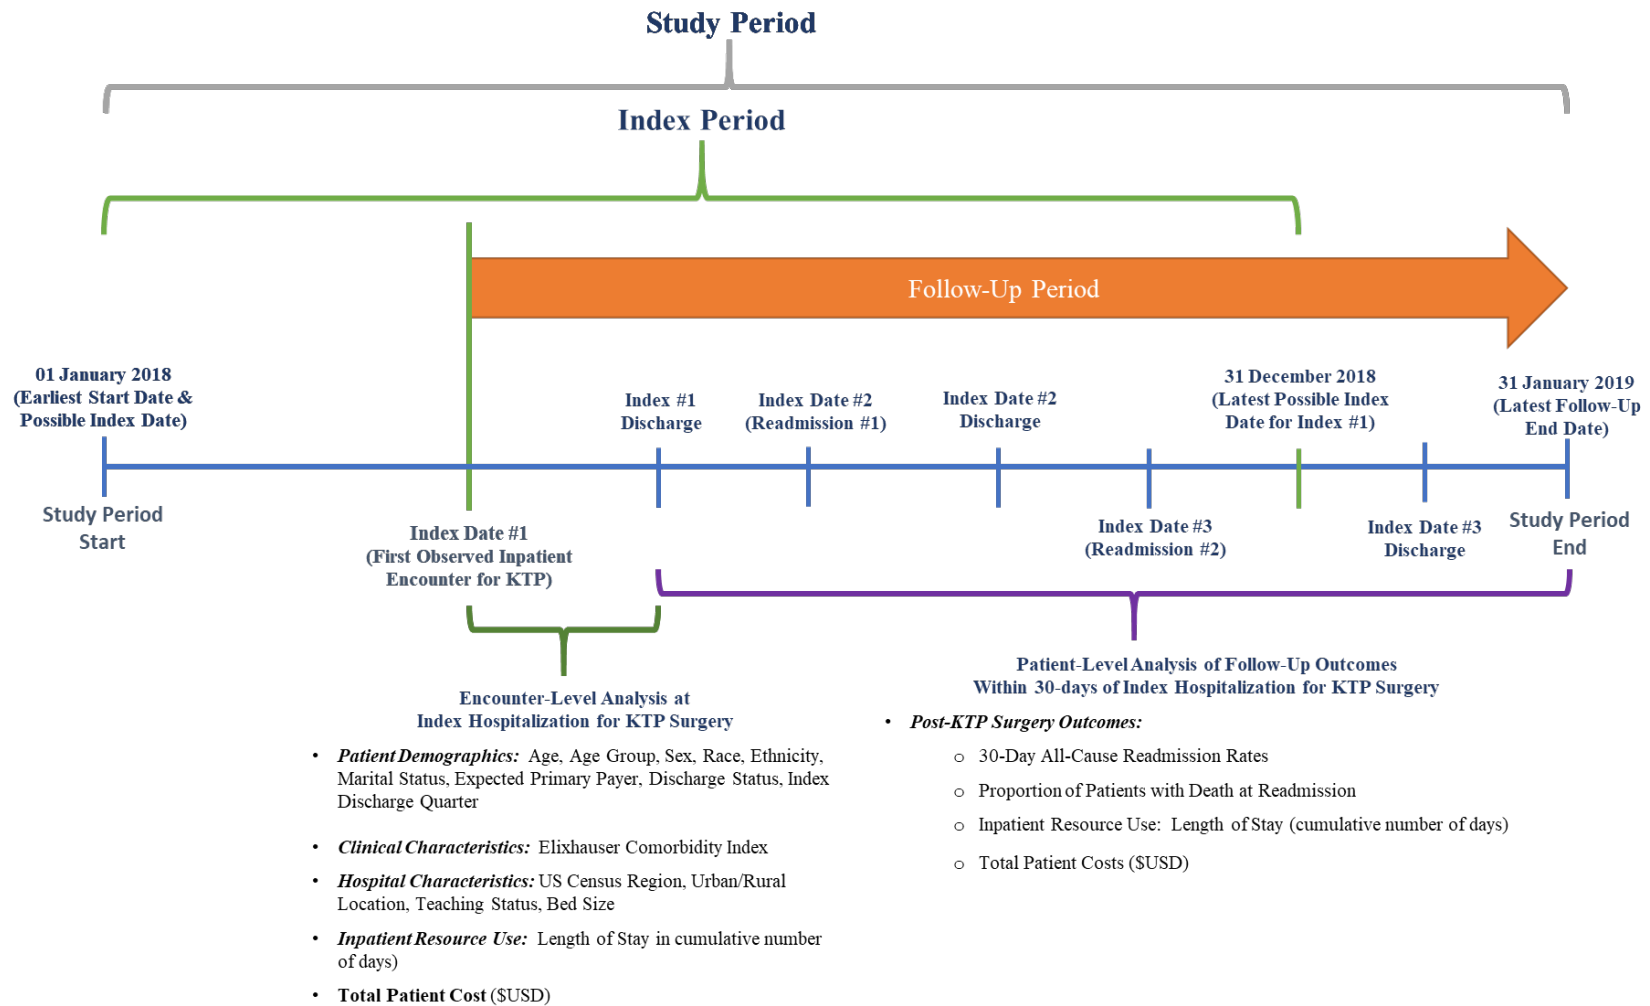 Study Period
Index Period
Follow-Up Period
01 January 2018
(Earliest Start Date &
Possible Index Date)
Index #1
Discharge
Index Date #2
(Readmission #1)
Index Date #2
Discharge
31 December 2018
(Latest Possible Index
Date for Index #1)
31 January 2019
(Latest Follow-Up
End Date)
Study Period
Start
Index Date #1
(First Observed Inpatient
Encounter for KTP)
Index Date #3
(Readmission #2)
Index Date #3
Discharge
Study Period
End
Encounter-Level Analysis at
Index Hospitalization for KTP Surgery
• Patient Demographics: Age, Age Group, Sex, Race, Ethnicity,
Marital Status, Expected Primary Payer, Discharge Status, Index
Discharge Quarter
• Clinical Characteristics: Elixhauser Comorbidity Index
• Hospital Characteristics: US Census Region, Urban/Rural
Location, Teaching Status, Bed Size
• Inpatient Resource Use: Length of Stay in cumulative number
of days)
• Total Patient Cost ($USD)
Patient-Level Analysis of Follow-Up Outcomes
Within 30-days of Index Hospitalization for KTP Surgery
• Post-KTP Surgery Outcomes:
o 30-Day All-Cause Readmission Rates
o Proportion of Patients with Death at Readmission
o Inpatient Resource Use: Length of Stay (cumulative number of days)
o Total Patient Costs ($USD)